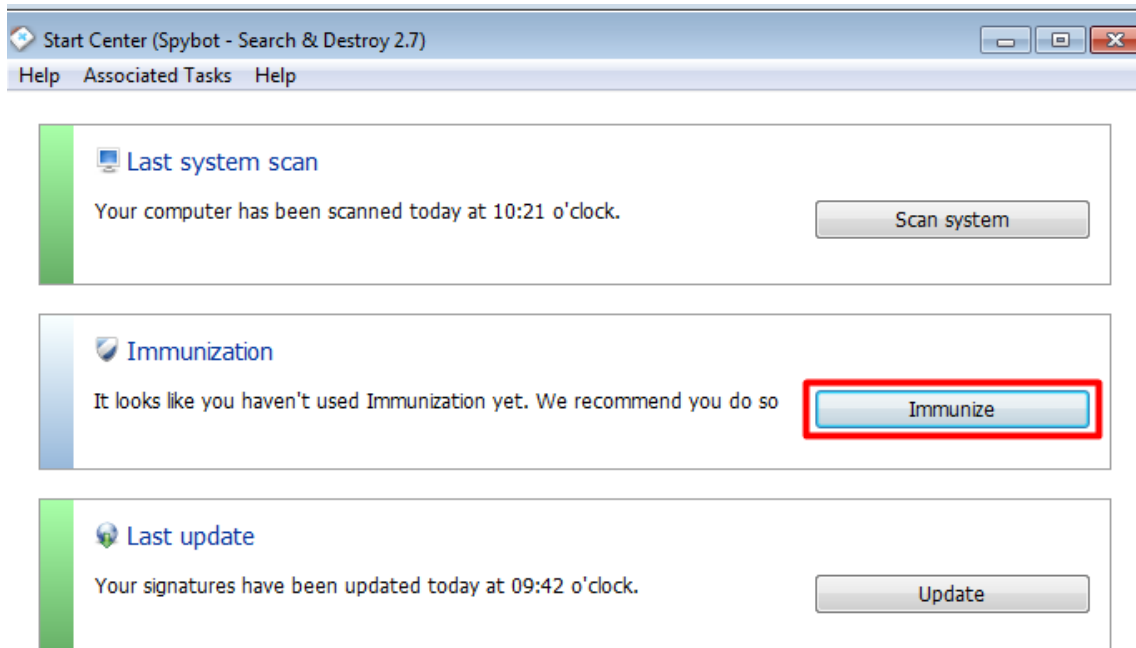 Start Center (Spybot - Search & Destroy 2.7)
Help Associated Tasks Help
Last system scan
Your computer has been scanned today at 10:21 o'clock.
Scan system
Immunization
It looks like you haven't used Immunization yet. We recommend you do so
Immunize
Last update
Your signatures have been updated today at 09:42 o'clock.
Update